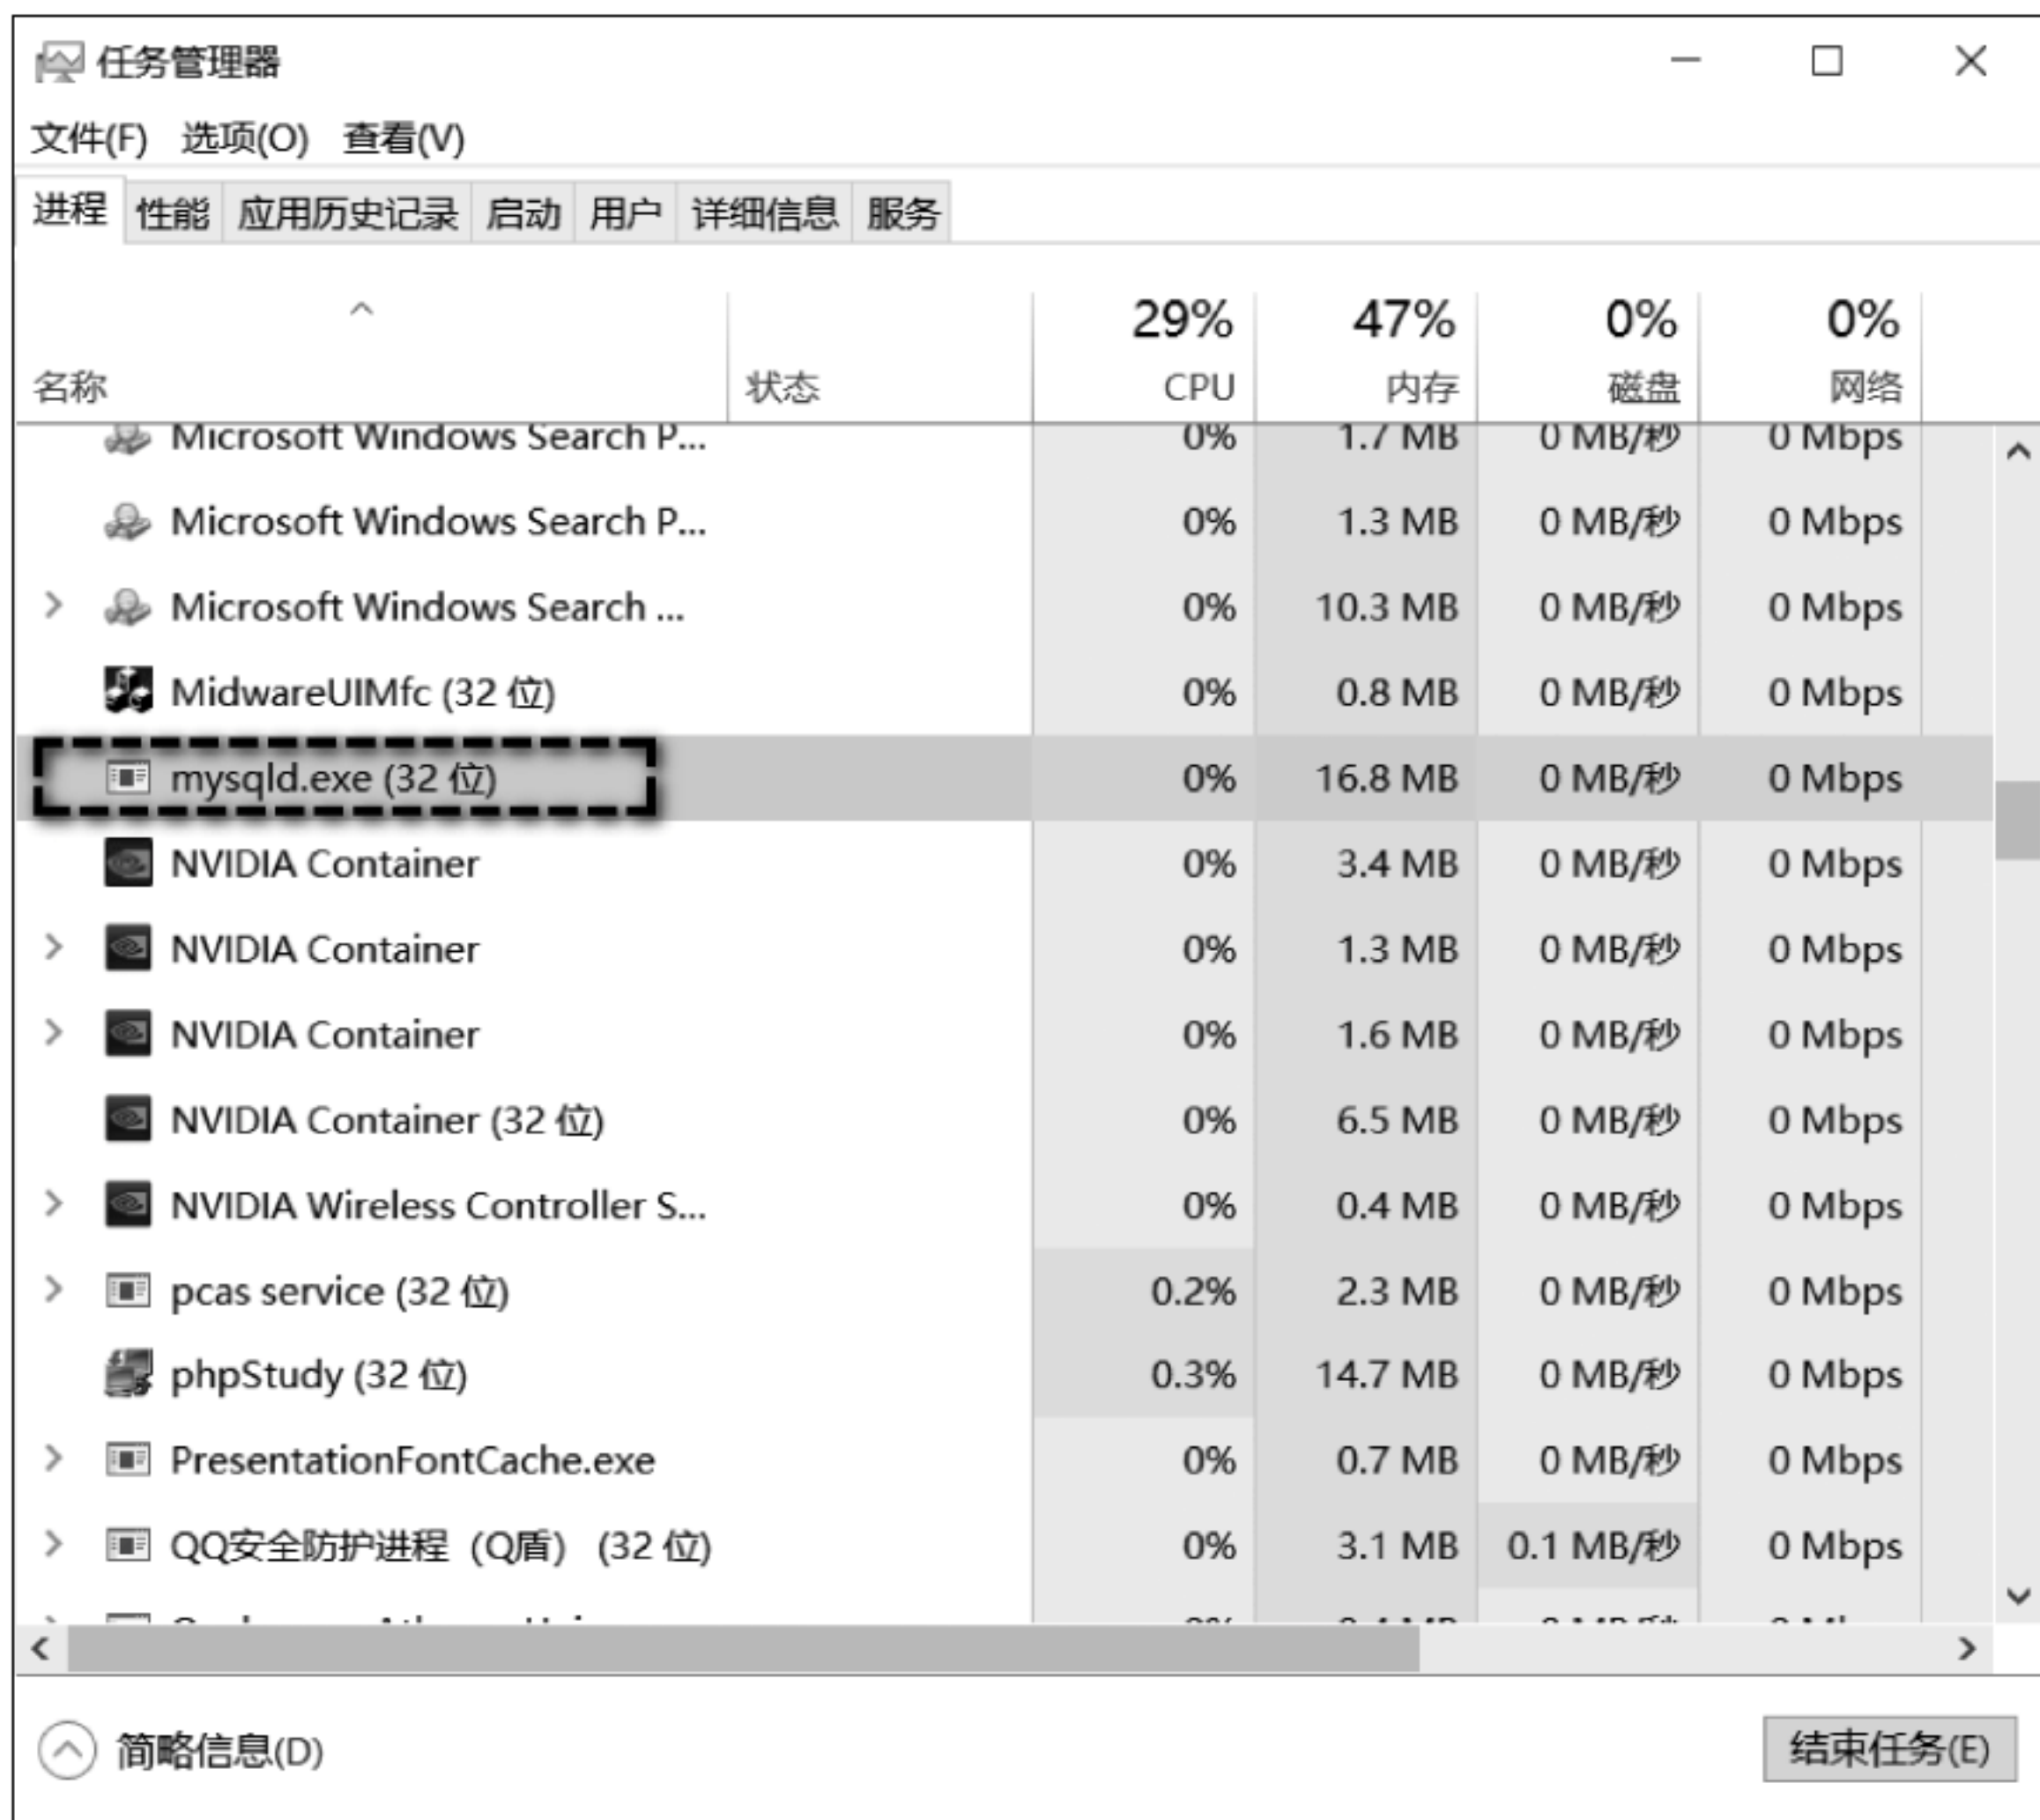 任务管理器
文件(F) 选项(O) 查看(V)
进程 性能 应用历史记录 启动 用户 详细信息 服务
29% 47% 0% 0%
名称 状态 CPU 内存 磁盘 网络
Microsoft Windows Search P... 0% 1.7 MB 0 MB/秒 0 Mbps
Microsoft Windows Search P... 0% 1.3 MB 0 MB/秒 0 Mbps
Microsoft Windows Search ... 0% 10.3 MB 0 MB/秒 0 Mbps
MidwareUIMfc (32 位) 0% 0.8 MB 0 MB/秒 0 Mbps
mysqld.exe (32 位) 0% 16.8 MB 0 MB/秒 0 Mbps
NVIDIA Container 0% 3.4 MB 0 MB/秒 0 Mbps
NVIDIA Container 0% 1.3 MB 0 MB/秒 0 Mbps
NVIDIA Container 0% 1.6 MB 0 MB/秒 0 Mbps
NVIDIA Container (32 位) 0% 6.5 MB 0 MB/秒 0 Mbps
NVIDIA Wireless Controller S... 0% 0.4 MB 0 MB/秒 0 Mbps
pcas service (32 位) 0.2% 2.3 MB 0 MB/秒 0 Mbps
phpStudy (32 位) 0.3% 14.7 MB 0 MB/秒 0 Mbps
PresentationFontCache.exe 0% 0.7 MB 0 MB/秒 0 Mbps
QQ安全防护进程（Q盾） (32 位) 0% 3.1 MB 0.1 MB/秒 0 Mbps
简略信息(D) 结束任务(E)